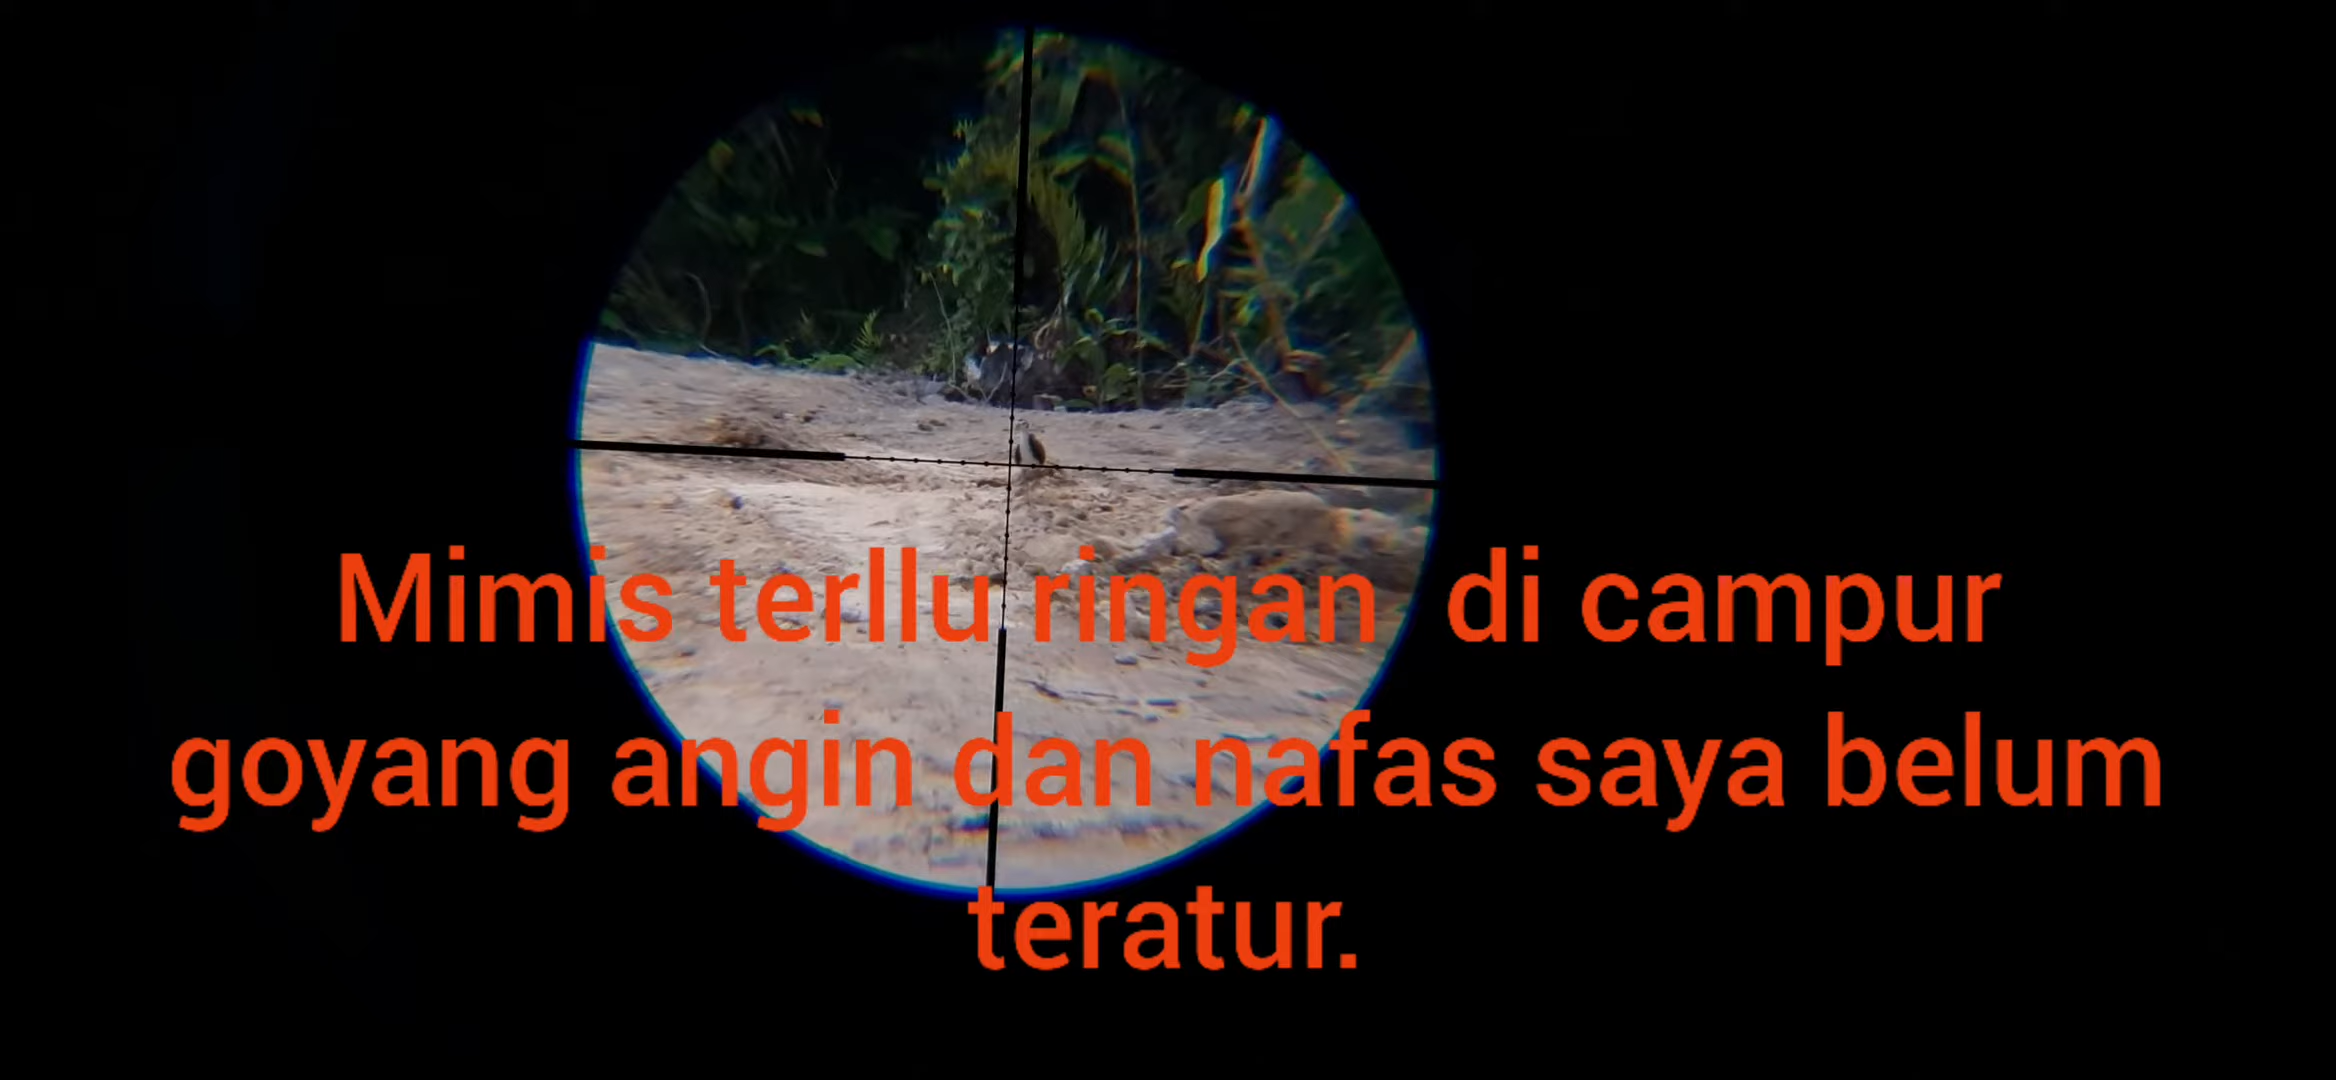 Mimis terllu ringan  di campur
goyang angin dan nafas saya belum
teratur.